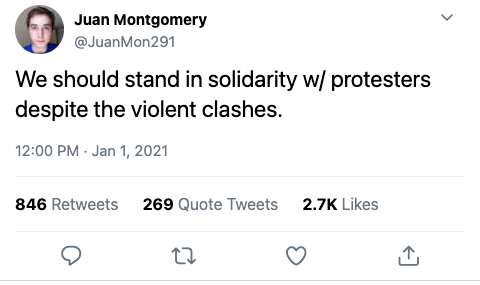 Juan Montgomery
@JuanMon291
We should stand in solidarity w/ protesters
despite the violent clashes.
12:00 PM · Jan 1, 2021
846 Retweets 269 Quote Tweets 2.7K Likes